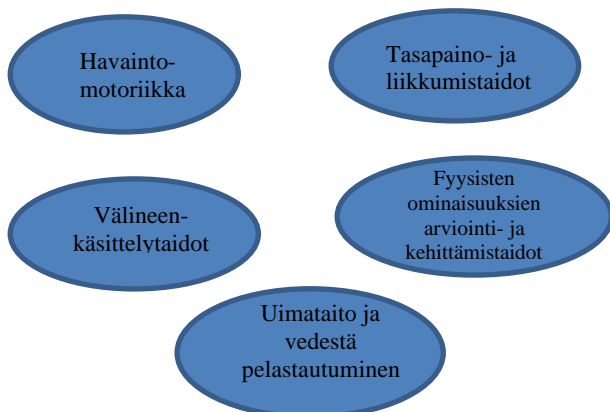 Havainto-
motoriikka
Tasapaino- ja
liikkumistaidot
Välineen-
käsittelytaidot
Fyysisten
ominaisuuksien
arviointi- ja
kehittämistaidot
Uimataito ja
vedestä
pelastautuminen